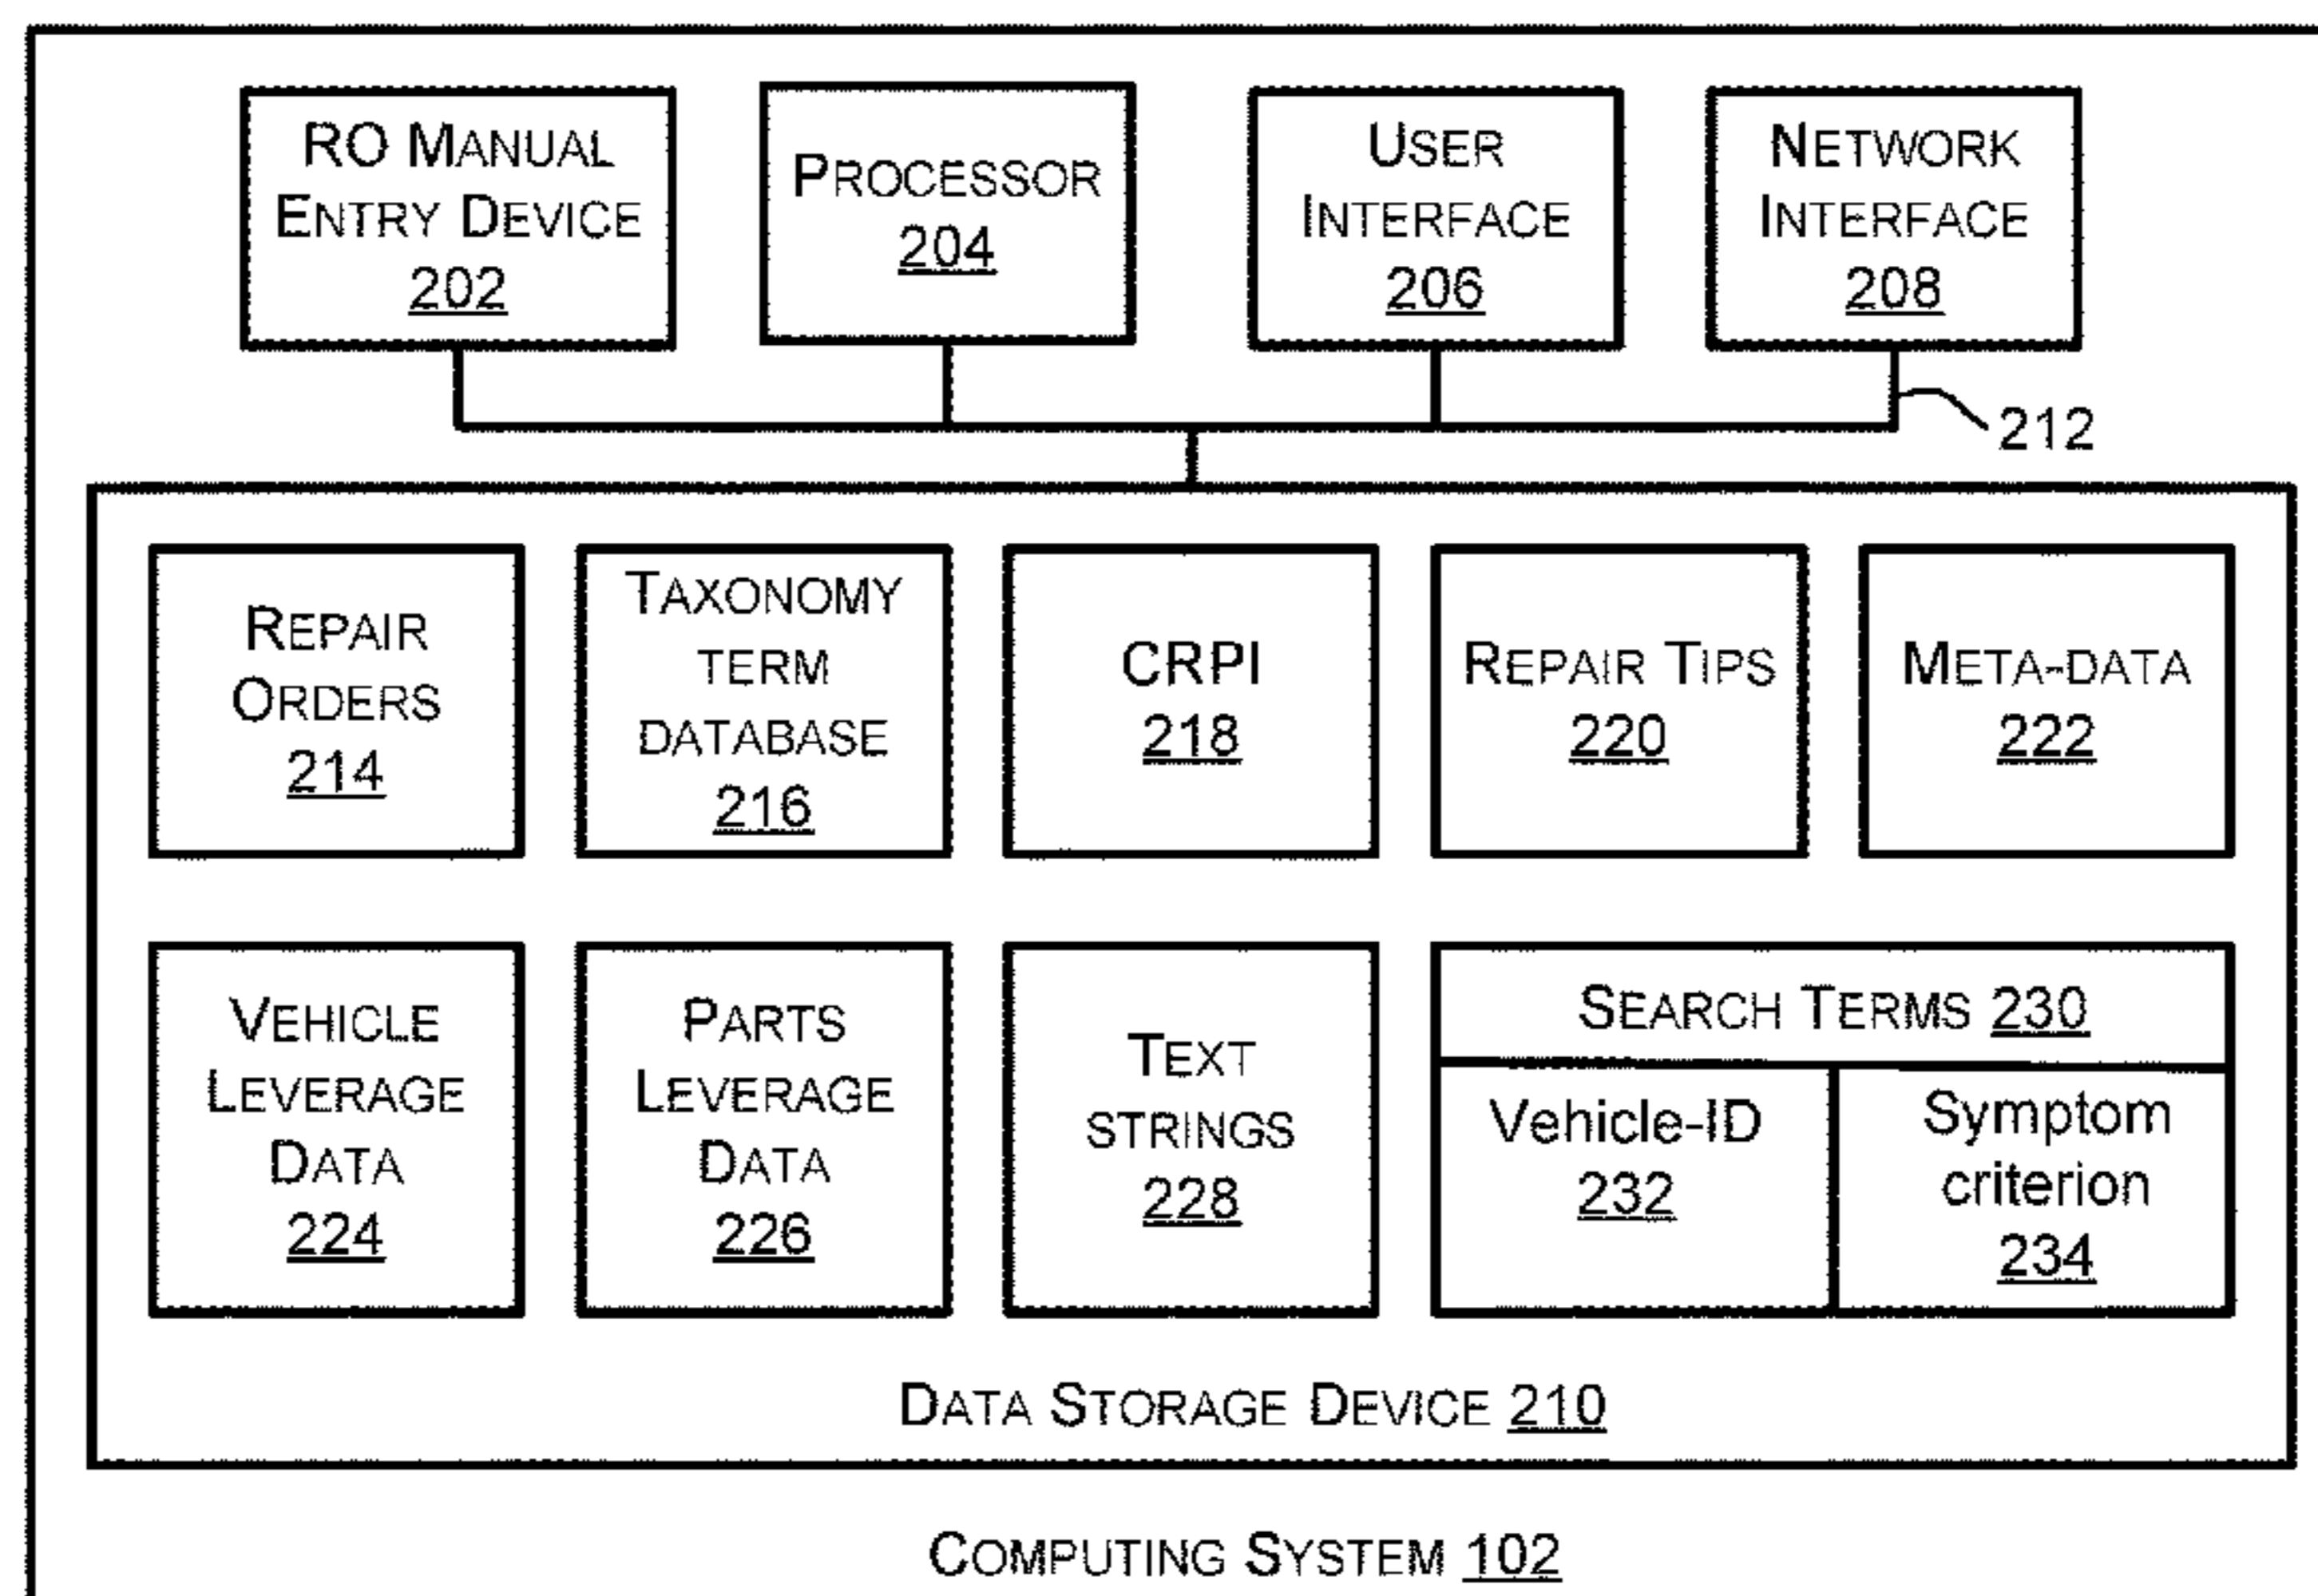 RO MANUAL
ENTRY DEVICE
202
PROCESSOR
204
USER
INTERFACE
206
NETWORK
INTERFACE
208
212
REPAIR
ORDERS
214
TAXONOMY
TERM
DATABASE
216
CRPI
218
REPAIR TIPS
220
META-DATA
222
VEHICLE
LEVERAGE
DATA
224
PARTS
LEVERAGE
DATA
226
TEXT
STRINGS
228
SEARCH TERMS 230
Vehicle-ID
232
Symptom
criterion
234
DATA STORAGE DEVICE 210
COMPUTING SYSTEM 102